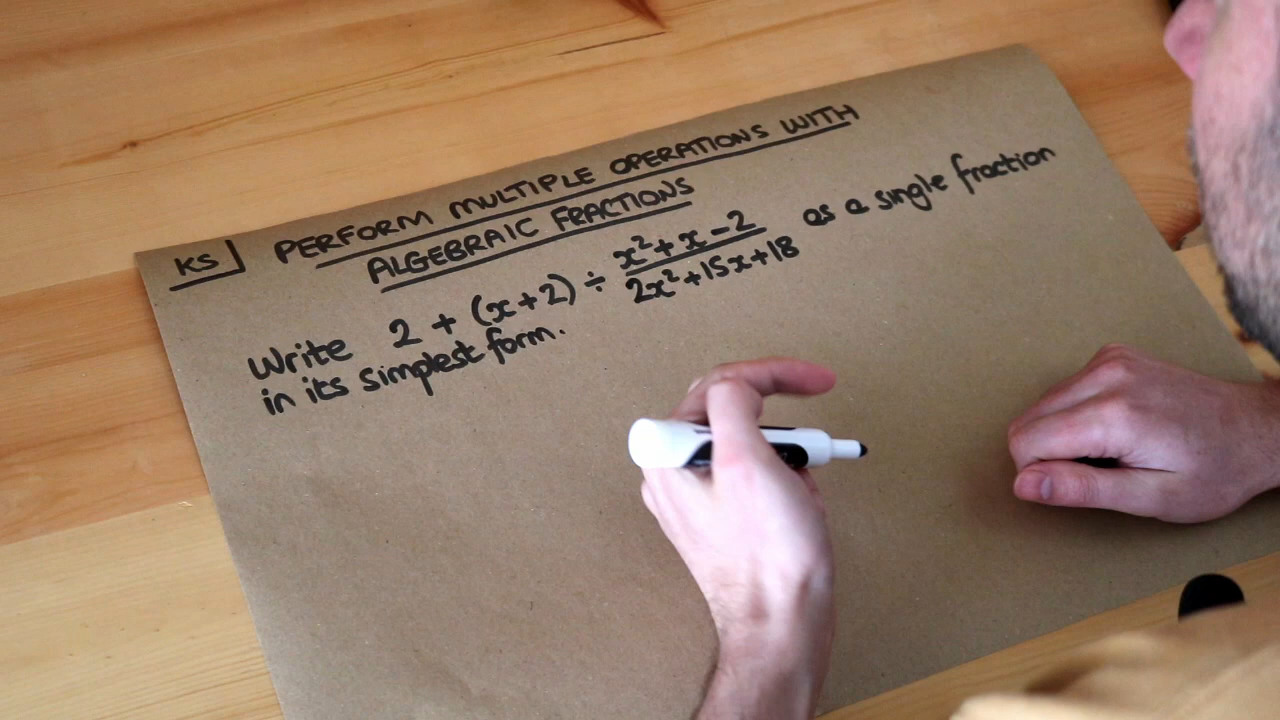 KS
PERFORM MULTIPLE OPERATIONS WITH
ALGEBRAIC FRACTIONS
Write 2 + (x+2) ÷ x²+x-2 / 2x²+15x+18 as a single fraction
in its simplest form.